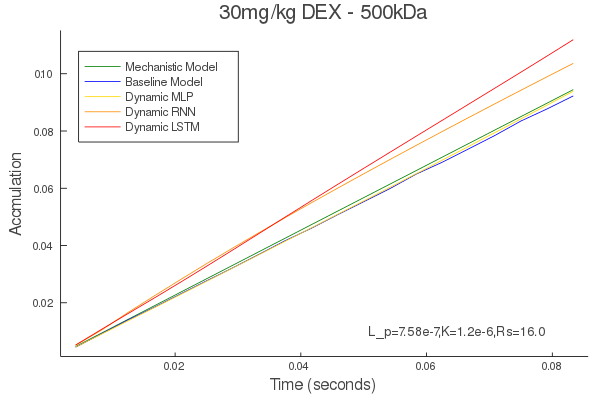 30mg/kg DEX - 500kDa
Mechanistic Model
Baseline Model
Dynamic MLP
Dynamic RNN
Dynamic LSTM
Accmulation
0.10
0.08
0.06
0.04
0.02
L_p=7.58e-7,K=1.2e-6,Rs=16.0
0.02 0.04 0.06 0.08
Time (seconds)